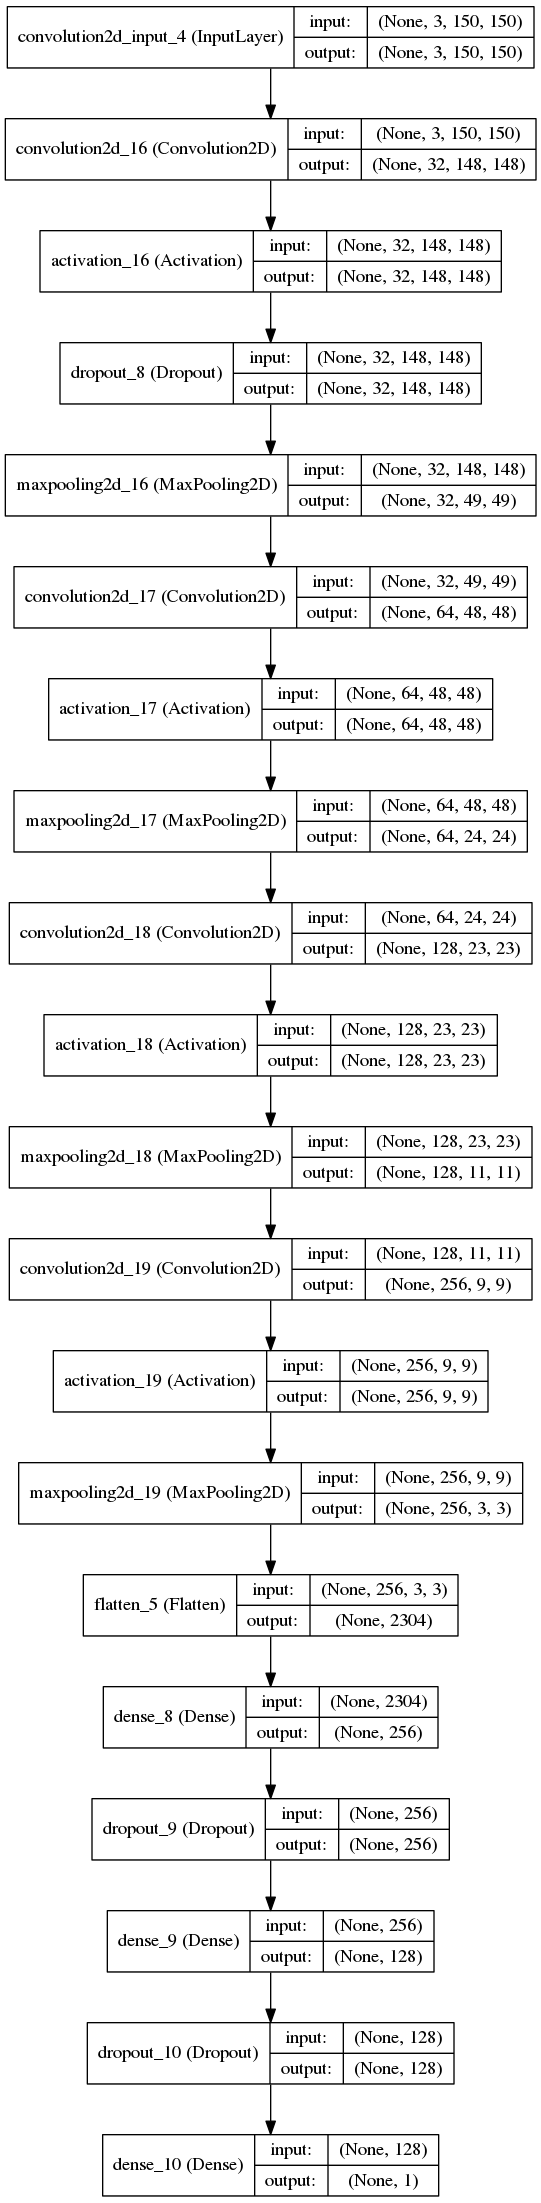 convolution2d_input_4 (InputLayer)
input: (None, 3, 150, 150)
output: (None, 3, 150, 150)
convolution2d_16 (Convolution2D)
input: (None, 3, 150, 150)
output: (None, 32, 148, 148)
activation_16 (Activation)
input: (None, 32, 148, 148)
output: (None, 32, 148, 148)
dropout_8 (Dropout)
input: (None, 32, 148, 148)
output: (None, 32, 148, 148)
maxpooling2d_16 (MaxPooling2D)
input: (None, 32, 148, 148)
output: (None, 32, 49, 49)
convolution2d_17 (Convolution2D)
input: (None, 32, 49, 49)
output: (None, 64, 48, 48)
activation_17 (Activation)
input: (None, 64, 48, 48)
output: (None, 64, 48, 48)
maxpooling2d_17 (MaxPooling2D)
input: (None, 64, 48, 48)
output: (None, 64, 24, 24)
convolution2d_18 (Convolution2D)
input: (None, 64, 24, 24)
output: (None, 128, 23, 23)
activation_18 (Activation)
input: (None, 128, 23, 23)
output: (None, 128, 23, 23)
maxpooling2d_18 (MaxPooling2D)
input: (None, 128, 23, 23)
output: (None, 128, 11, 11)
convolution2d_19 (Convolution2D)
input: (None, 128, 11, 11)
output: (None, 256, 9, 9)
activation_19 (Activation)
input: (None, 256, 9, 9)
output: (None, 256, 9, 9)
maxpooling2d_19 (MaxPooling2D)
input: (None, 256, 9, 9)
output: (None, 256, 3, 3)
flatten_5 (Flatten)
input: (None, 256, 3, 3)
output: (None, 2304)
dense_8 (Dense)
input: (None, 2304)
output: (None, 256)
dropout_9 (Dropout)
input: (None, 256)
output: (None, 256)
dense_9 (Dense)
input: (None, 256)
output: (None, 128)
dropout_10 (Dropout)
input: (None, 128)
output: (None, 128)
dense_10 (Dense)
input: (None, 128)
output: (None, 1)